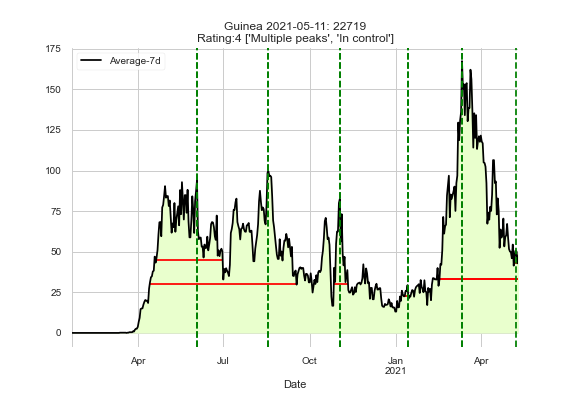 Guinea 2021-05-11: 22719
Rating:4 ['Multiple peaks', 'In control']
Average-7d
175
150
125
100
75
50
25
0
Apr
Jul
Oct
Jan
2021
Apr
Date